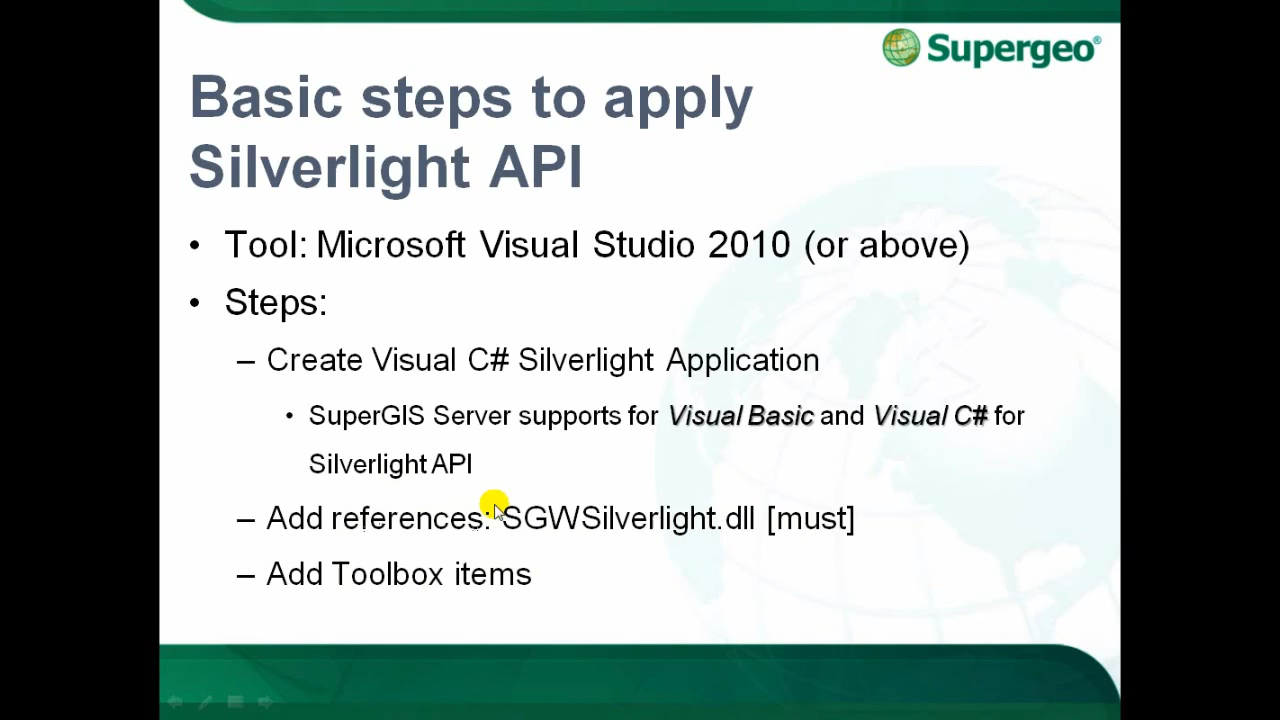 Supergeo®
Basic steps to apply
Silverlight API
• Tool: Microsoft Visual Studio 2010 (or above)
• Steps:
– Create Visual C# Silverlight Application
• SuperGIS Server supports for Visual Basic and Visual C# for
Silverlight API
– Add references: SGWSilverlight.dll [must]
– Add Toolbox items